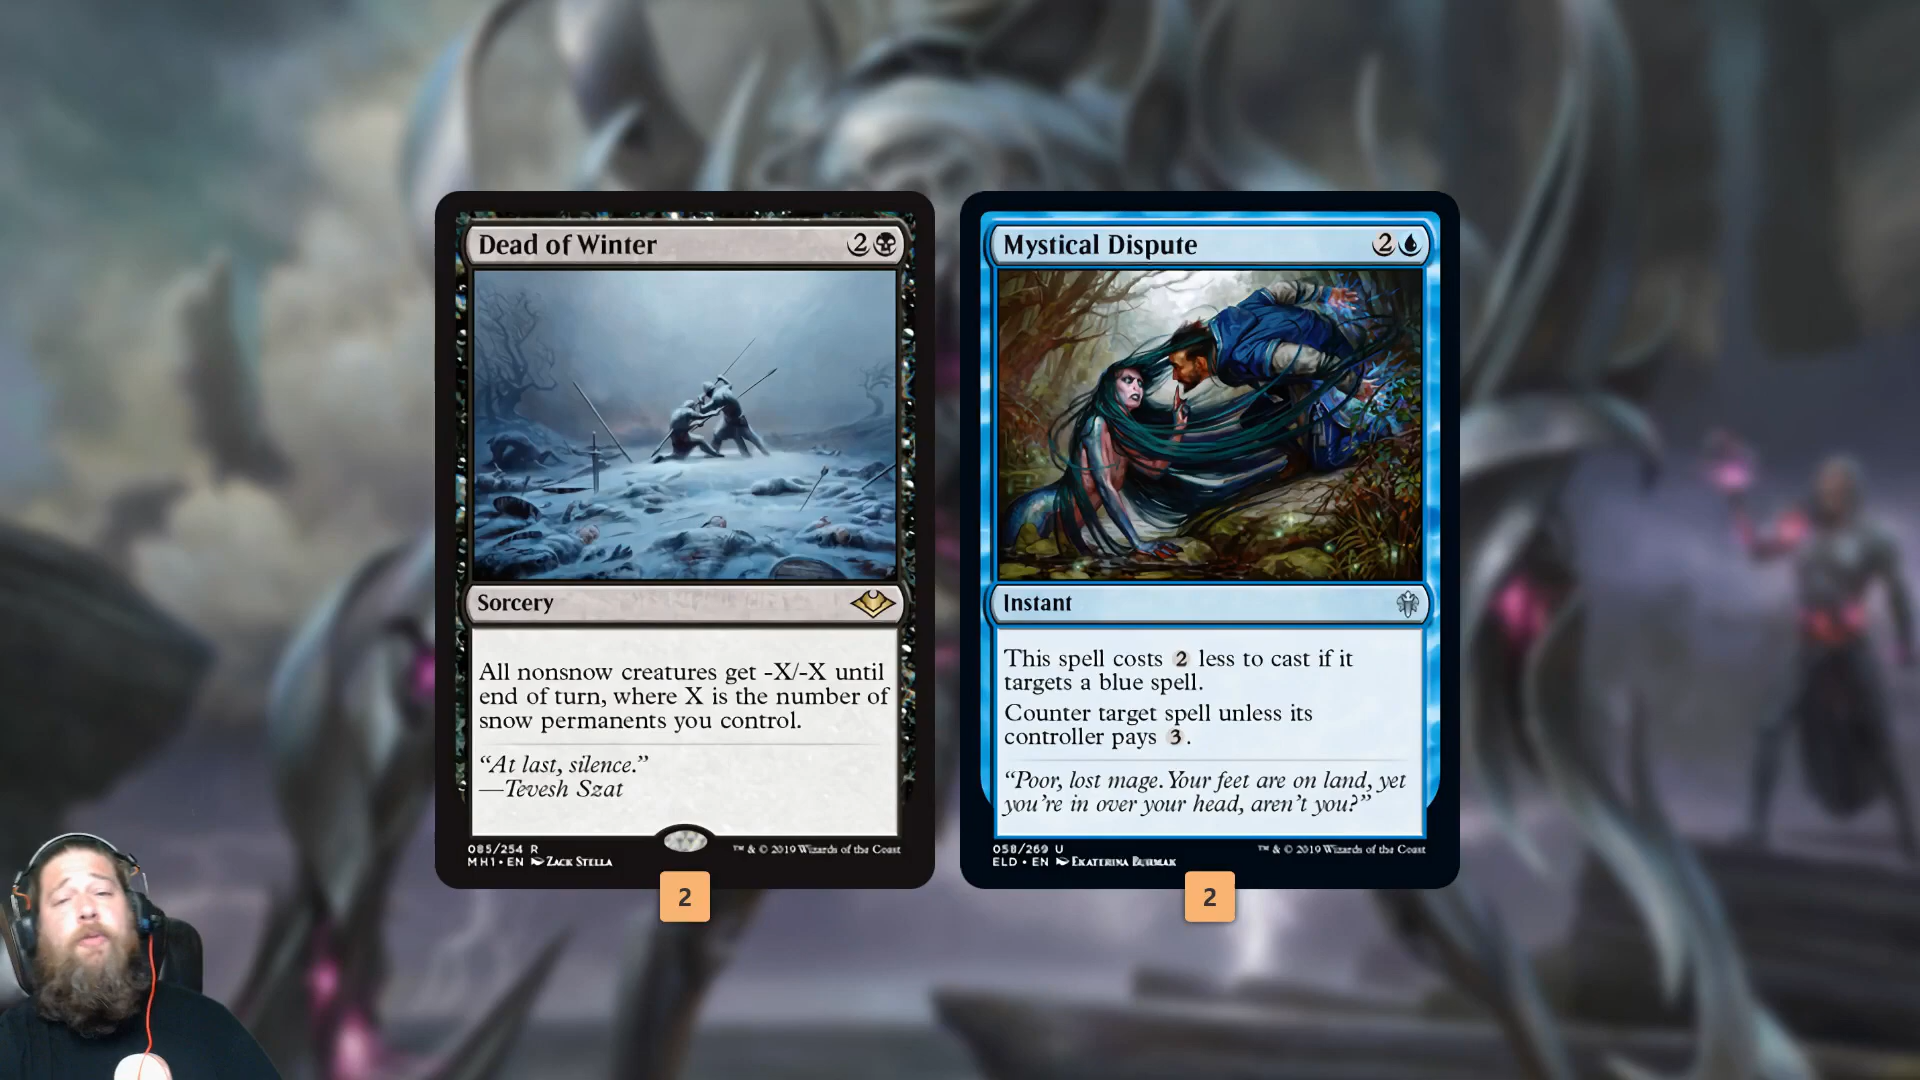 Dead of Winter 2
Sorcery
All nonsnow creatures get -X/-X until
end of turn, where X is the number of
snow permanents you control.
“At last, silence.”
—Tevesh Szat
085/254 R
MH1 • EN Zack Stella
™ & © 2019 Wizards of the Coast
2
Mystical Dispute 2
Instant
This spell costs 2 less to cast if it
targets a blue spell.
Counter target spell unless its
controller pays 3.
“Poor, lost mage. Your feet are on land, yet
you’re in over your head, aren’t you?”
058/269 U
ELD • EN Ekaterina Burmak
™ & © 2019 Wizards of the Coast
2